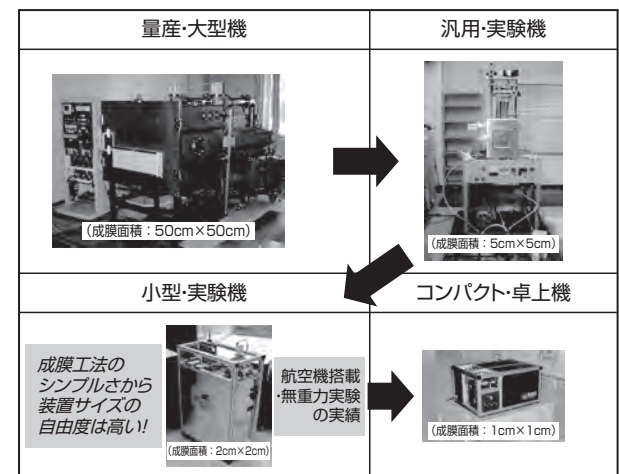 量産・大型機
汎用・実験機
(成膜面積：50cm×50cm)
(成膜面積：5cm×5cm)
小型・実験機
コンパクト・卓上機
成膜工法の
シンプルさから
装置サイズの
自由度は高い!
航空機搭載
・無重力実験
の実績
(成膜面積：2cm×2cm)
(成膜面積：1cm×1cm)